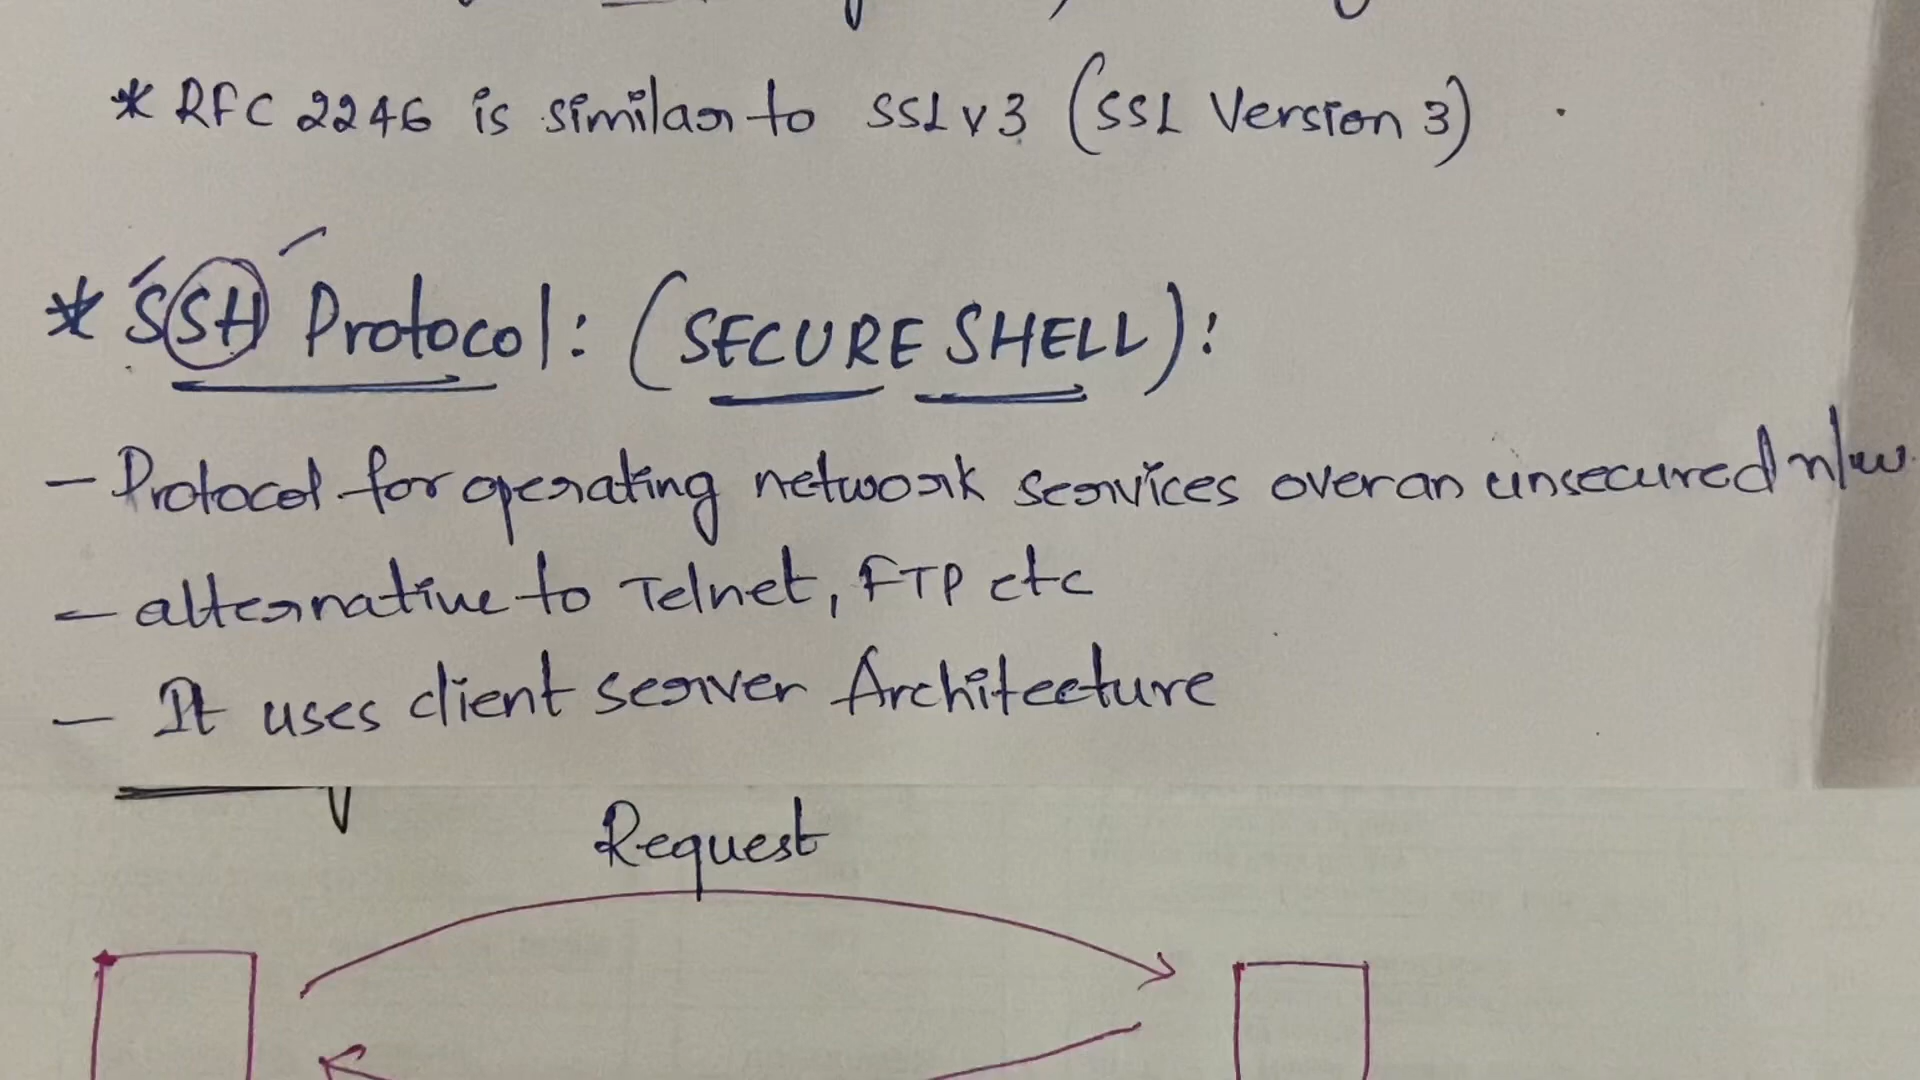 * RFC 2246 is similar to SSL v3 (SSL Version 3)
* SSH Protocol: (SECURE SHELL):
- Protocol for operating network services over an unsecured n/w.
- alternative to Telnet, FTP etc
- It uses client server Architecture
Request